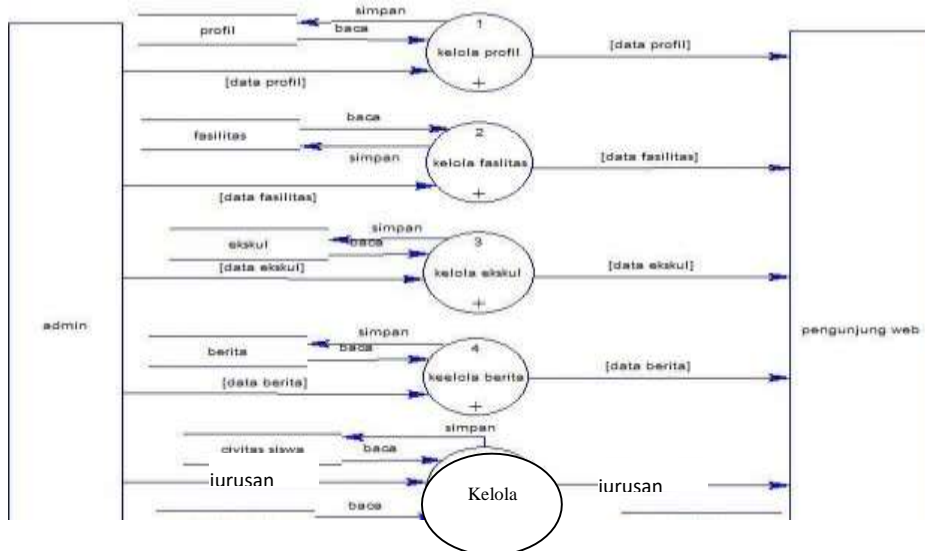 simpan
profil
baca
1
kelola profil
[data profil]
[data profil]
baca
fasilitas
2
simpan
kelola faslitas
[data fasilitas]
[data fasilitas]
simpan
ekskul
baca
3
[data ekskul]
kelola ekskul
[data ekskul]
admin
pengunjung web
simpan
berita
baca
4
[data berita]
keelola berita
[data berita]
simpan
civitas siswa
baca
jurusan
Kelola
jurusan
baca